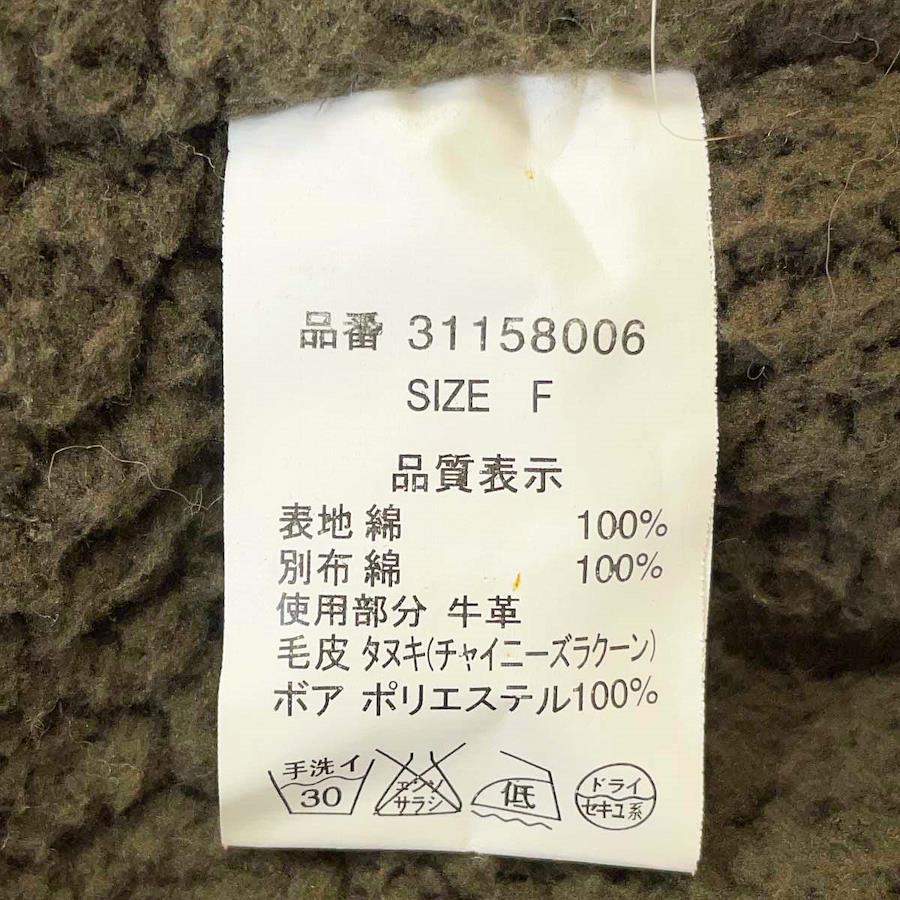 品番 31158006
SIZE F
品質表示
表地 綿 100%
別布 綿 100%
使用部分 牛革
毛皮 タヌキ(チャイニーズラクーン)
ボア ポリエステル100%
手洗イ
30
エンソ
サラシ
低
ドライ
セキユ系